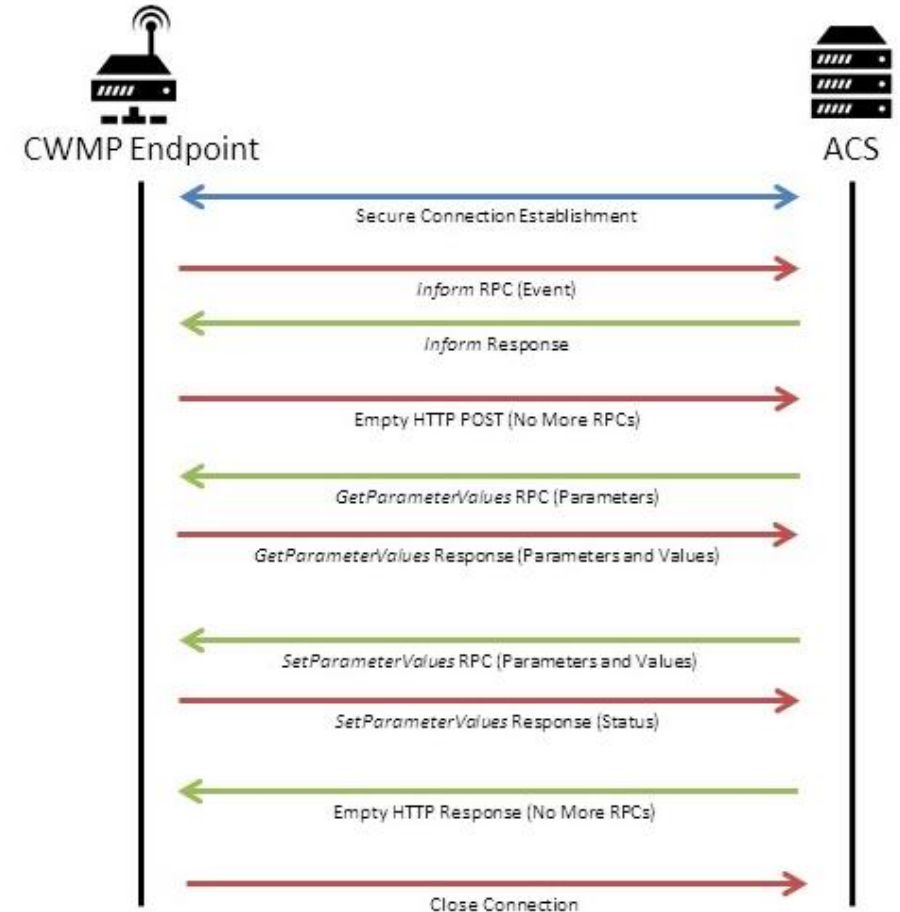 CWMP Endpoint
ACS
Secure Connection Establishment
Inform RPC (Event)
Inform Response
Empty HTTP POST (No More RPCs)
GetParameterValues RPC (Parameters)
GetParameterValues Response (Parameters and Values)
SetParameterValues RPC (Parameters and Values)
SetParameterValues Response (Status)
Empty HTTP Response (No More RPCs)
Close Connection